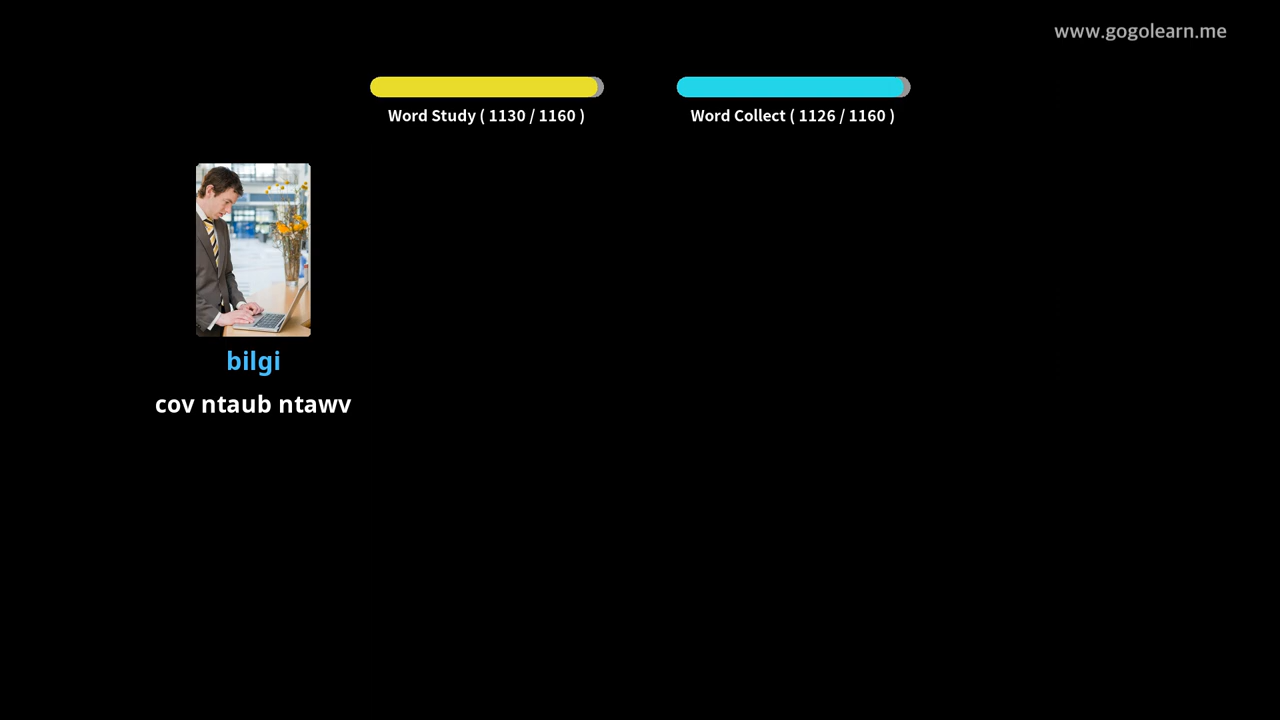 www.gogolearn.me
Word Study ( 1130 / 1160 )
Word Collect ( 1126 / 1160 )
bilgi
cov ntaub ntawv